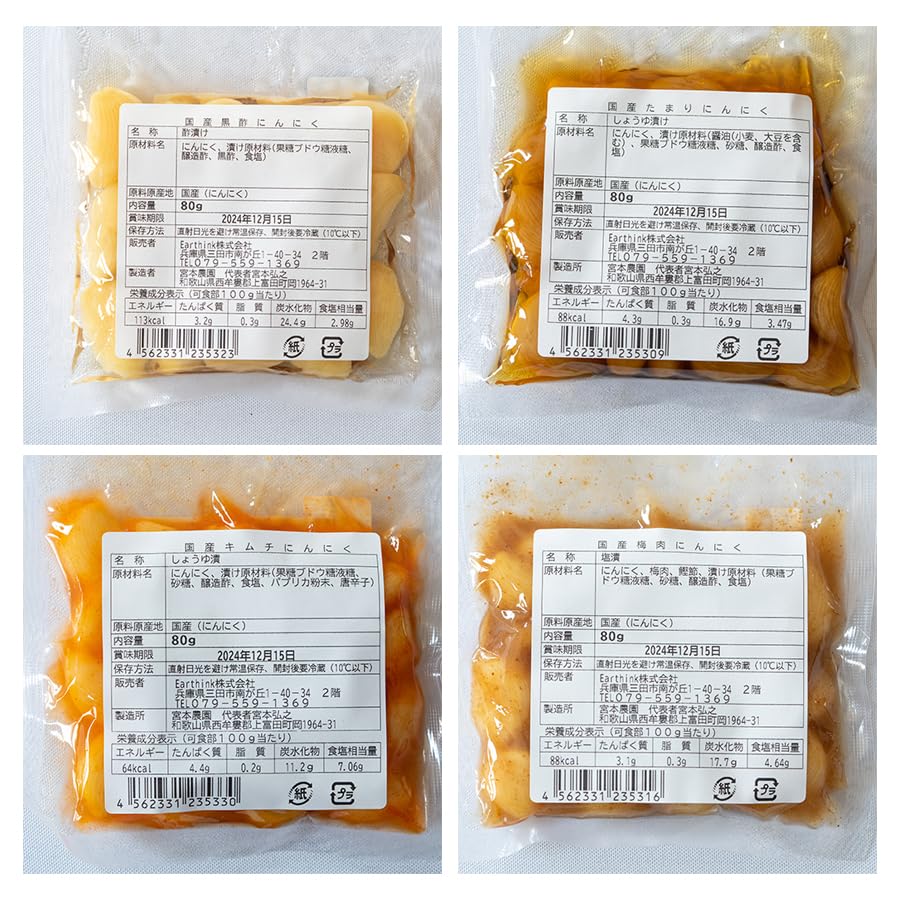 国産黒酢にんにく
名　称　酢漬け
原材料名　にんにく、漬け原材料(果糖ブドウ糖液糖、
醸造酢、黒酢、食塩)
原料原産地　国産（にんにく）
内容量　80g
賞味期限　2024年12月15日
保存方法　直射日光を避け常温保存、開封後要冷蔵（10℃以下）
販売者　Earthink株式会社
兵庫県三田市南が丘1-40-34　2階
TEL079-559-1369
製造者　宮本農園　代表者宮本弘之
和歌山県西牟婁郡上富田町岡1964-31
栄養成分表示（可食部100g当たり）
エネルギー　たんぱく質　脂　質　炭水化物　食塩相当量
113kcal　3.2g　0.3g　24.4g　2.98g
4 562331 235323　紙　プラ
国産たまりにんにく
名　称　しょうゆ漬け
原材料名　にんにく、漬け原材料(醤油(小麦、大豆を含
む)、果糖ブドウ糖液糖、砂糖、醸造酢、食
塩)
原料原産地　国産（にんにく）
内容量　80g
賞味期限　2024年12月15日
保存方法　直射日光を避け常温保存、開封後要冷蔵（10℃以下）
販売者　Earthink株式会社
兵庫県三田市南が丘1-40-34　2階
TEL079-559-1369
製造所　宮本農園　代表者宮本弘之
和歌山県西牟婁郡上富田町岡1964-31
栄養成分表示（可食部100g当たり）
エネルギー　たんぱく質　脂　質　炭水化物　食塩相当量
88kcal　4.3g　0.3g　16.9g　3.47g
4 562331 235309　紙　プラ
国産キムチにんにく
名　称　しょうゆ漬
原材料名　にんにく、漬け原材料(果糖ブドウ糖液糖、
砂糖、醸造酢、食塩、パプリカ粉末、唐辛子)
原料原産地　国産（にんにく）
内容量　80g
賞味期限　2024年12月15日
保存方法　直射日光を避け常温保存、開封後要冷蔵（10℃以下）
販売者　Earthink株式会社
兵庫県三田市南が丘1-40-34　2階
TEL079-559-1369
製造所　宮本農園　代表者宮本弘之
和歌山県西牟婁郡上富田町岡1964-31
栄養成分表示（可食部100g当たり）
エネルギー　たんぱく質　脂　質　炭水化物　食塩相当量
64kcal　4.4g　0.2g　11.2g　7.06g
4 562331 235330　紙　プラ
国産梅肉にんにく
名　称　塩漬
原材料名　にんにく、梅肉、鰹節、漬け原材料（果糖ブ
ドウ糖液糖、砂糖、醸造酢、食塩）
原料原産地　国産（にんにく）
内容量　80g
賞味期限　2024年12月15日
保存方法　直射日光を避け常温保存、開封後要冷蔵（10℃以下）
販売者　Earthink株式会社
兵庫県三田市南が丘1-40-34　2階
TEL079-559-1369
製造所　宮本農園　代表者宮本弘之
和歌山県西牟婁郡上富田町岡1964-31
栄養成分表示（可食部100g当たり）
エネルギー　たんぱく質　脂　質　炭水化物　食塩相当量
88kcal　3.1g　0.3g　17.7g　4.64g
4 562331 235316　紙　プラ